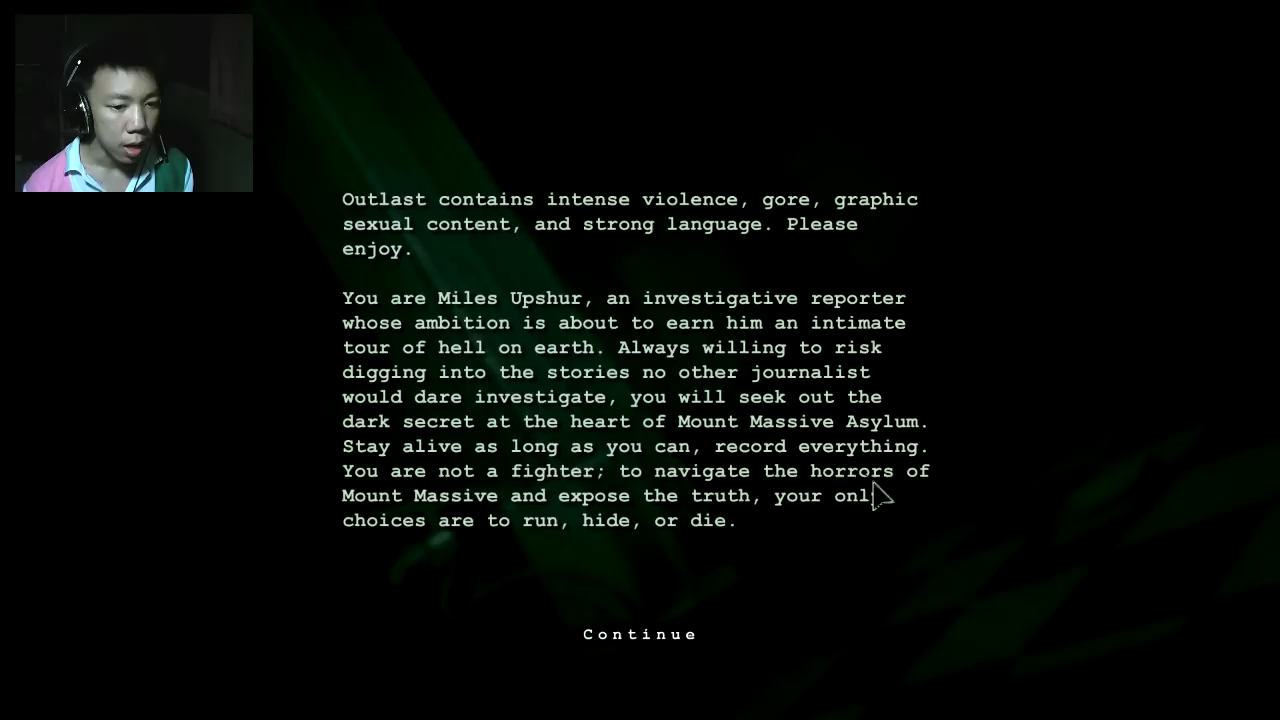 Outlast contains intense violence, gore, graphic
sexual content, and strong language. Please
enjoy.
You are Miles Upshur, an investigative reporter
whose ambition is about to earn him an intimate
tour of hell on earth. Always willing to risk
digging into the stories no other journalist
would dare investigate, you will seek out the
dark secret at the heart of Mount Massive Asylum.
Stay alive as long as you can, record everything.
You are not a fighter; to navigate the horrors of
Mount Massive and expose the truth, your only
choices are to run, hide, or die.
Continue